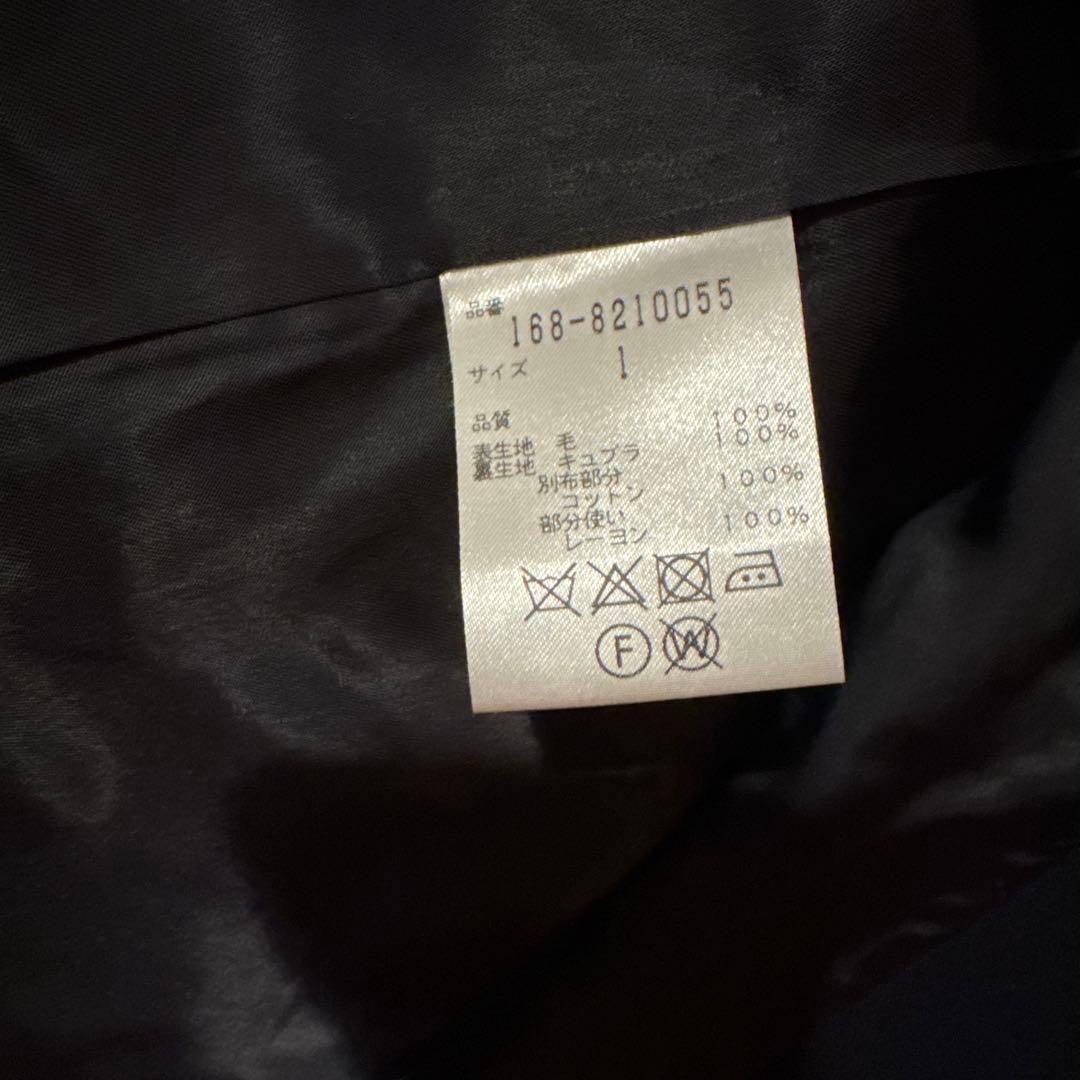 品番 168-8210055
サイズ 1
品質
表生地 毛 100%
裏生地 キュプラ 100%
別布部分
コットン 100%
部分使い
レーヨン 100%
F W